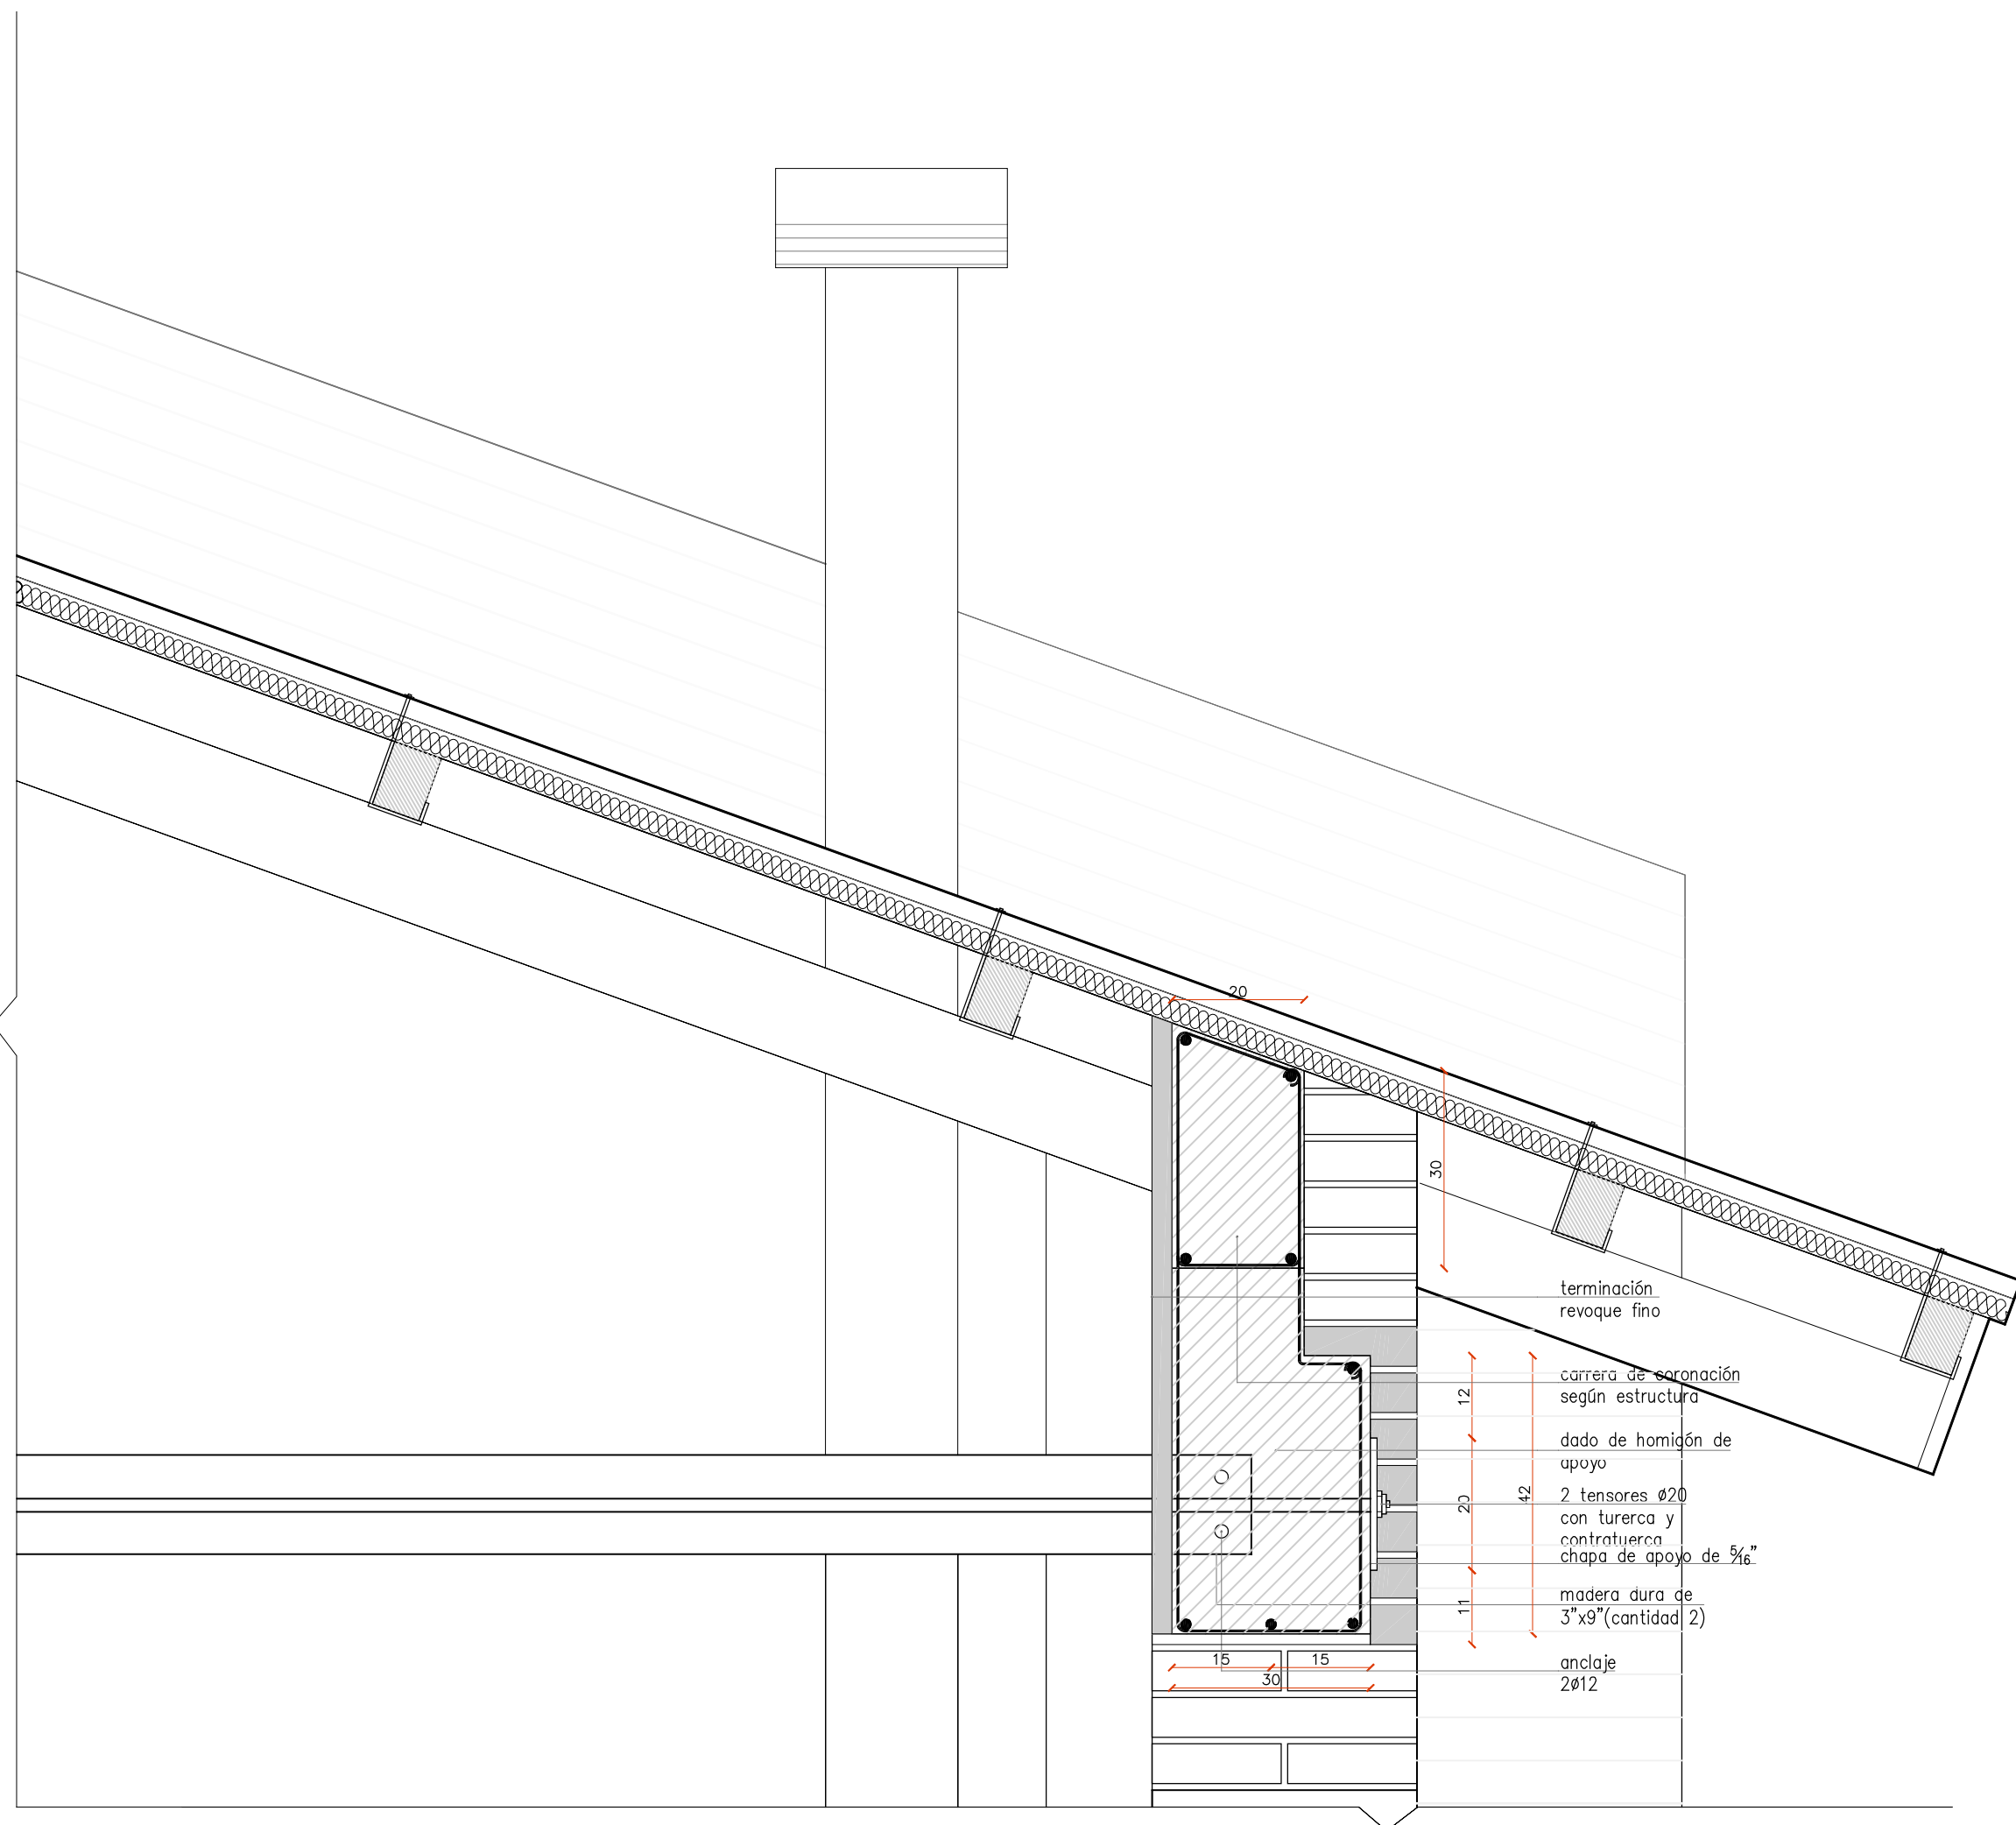 20
30
terminación
revoque fino
carrera de coronación
según estructura
12
dado de homigón de
apoyo
20
42
2 tensores ø20
con turerca y
contratuerca
chapa de apoyo de 5/16"
madera dura de
3"x9"(cantidad 2)
11
15
15
30
anclaje
2ø12